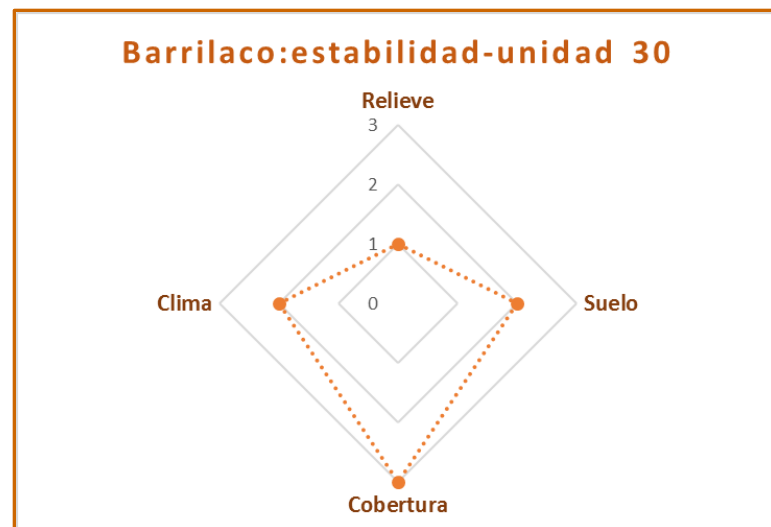 Barrilaco:estabilidad-unidad 30
Relieve
3
2
1
Clima
0
Suelo
Cobertura